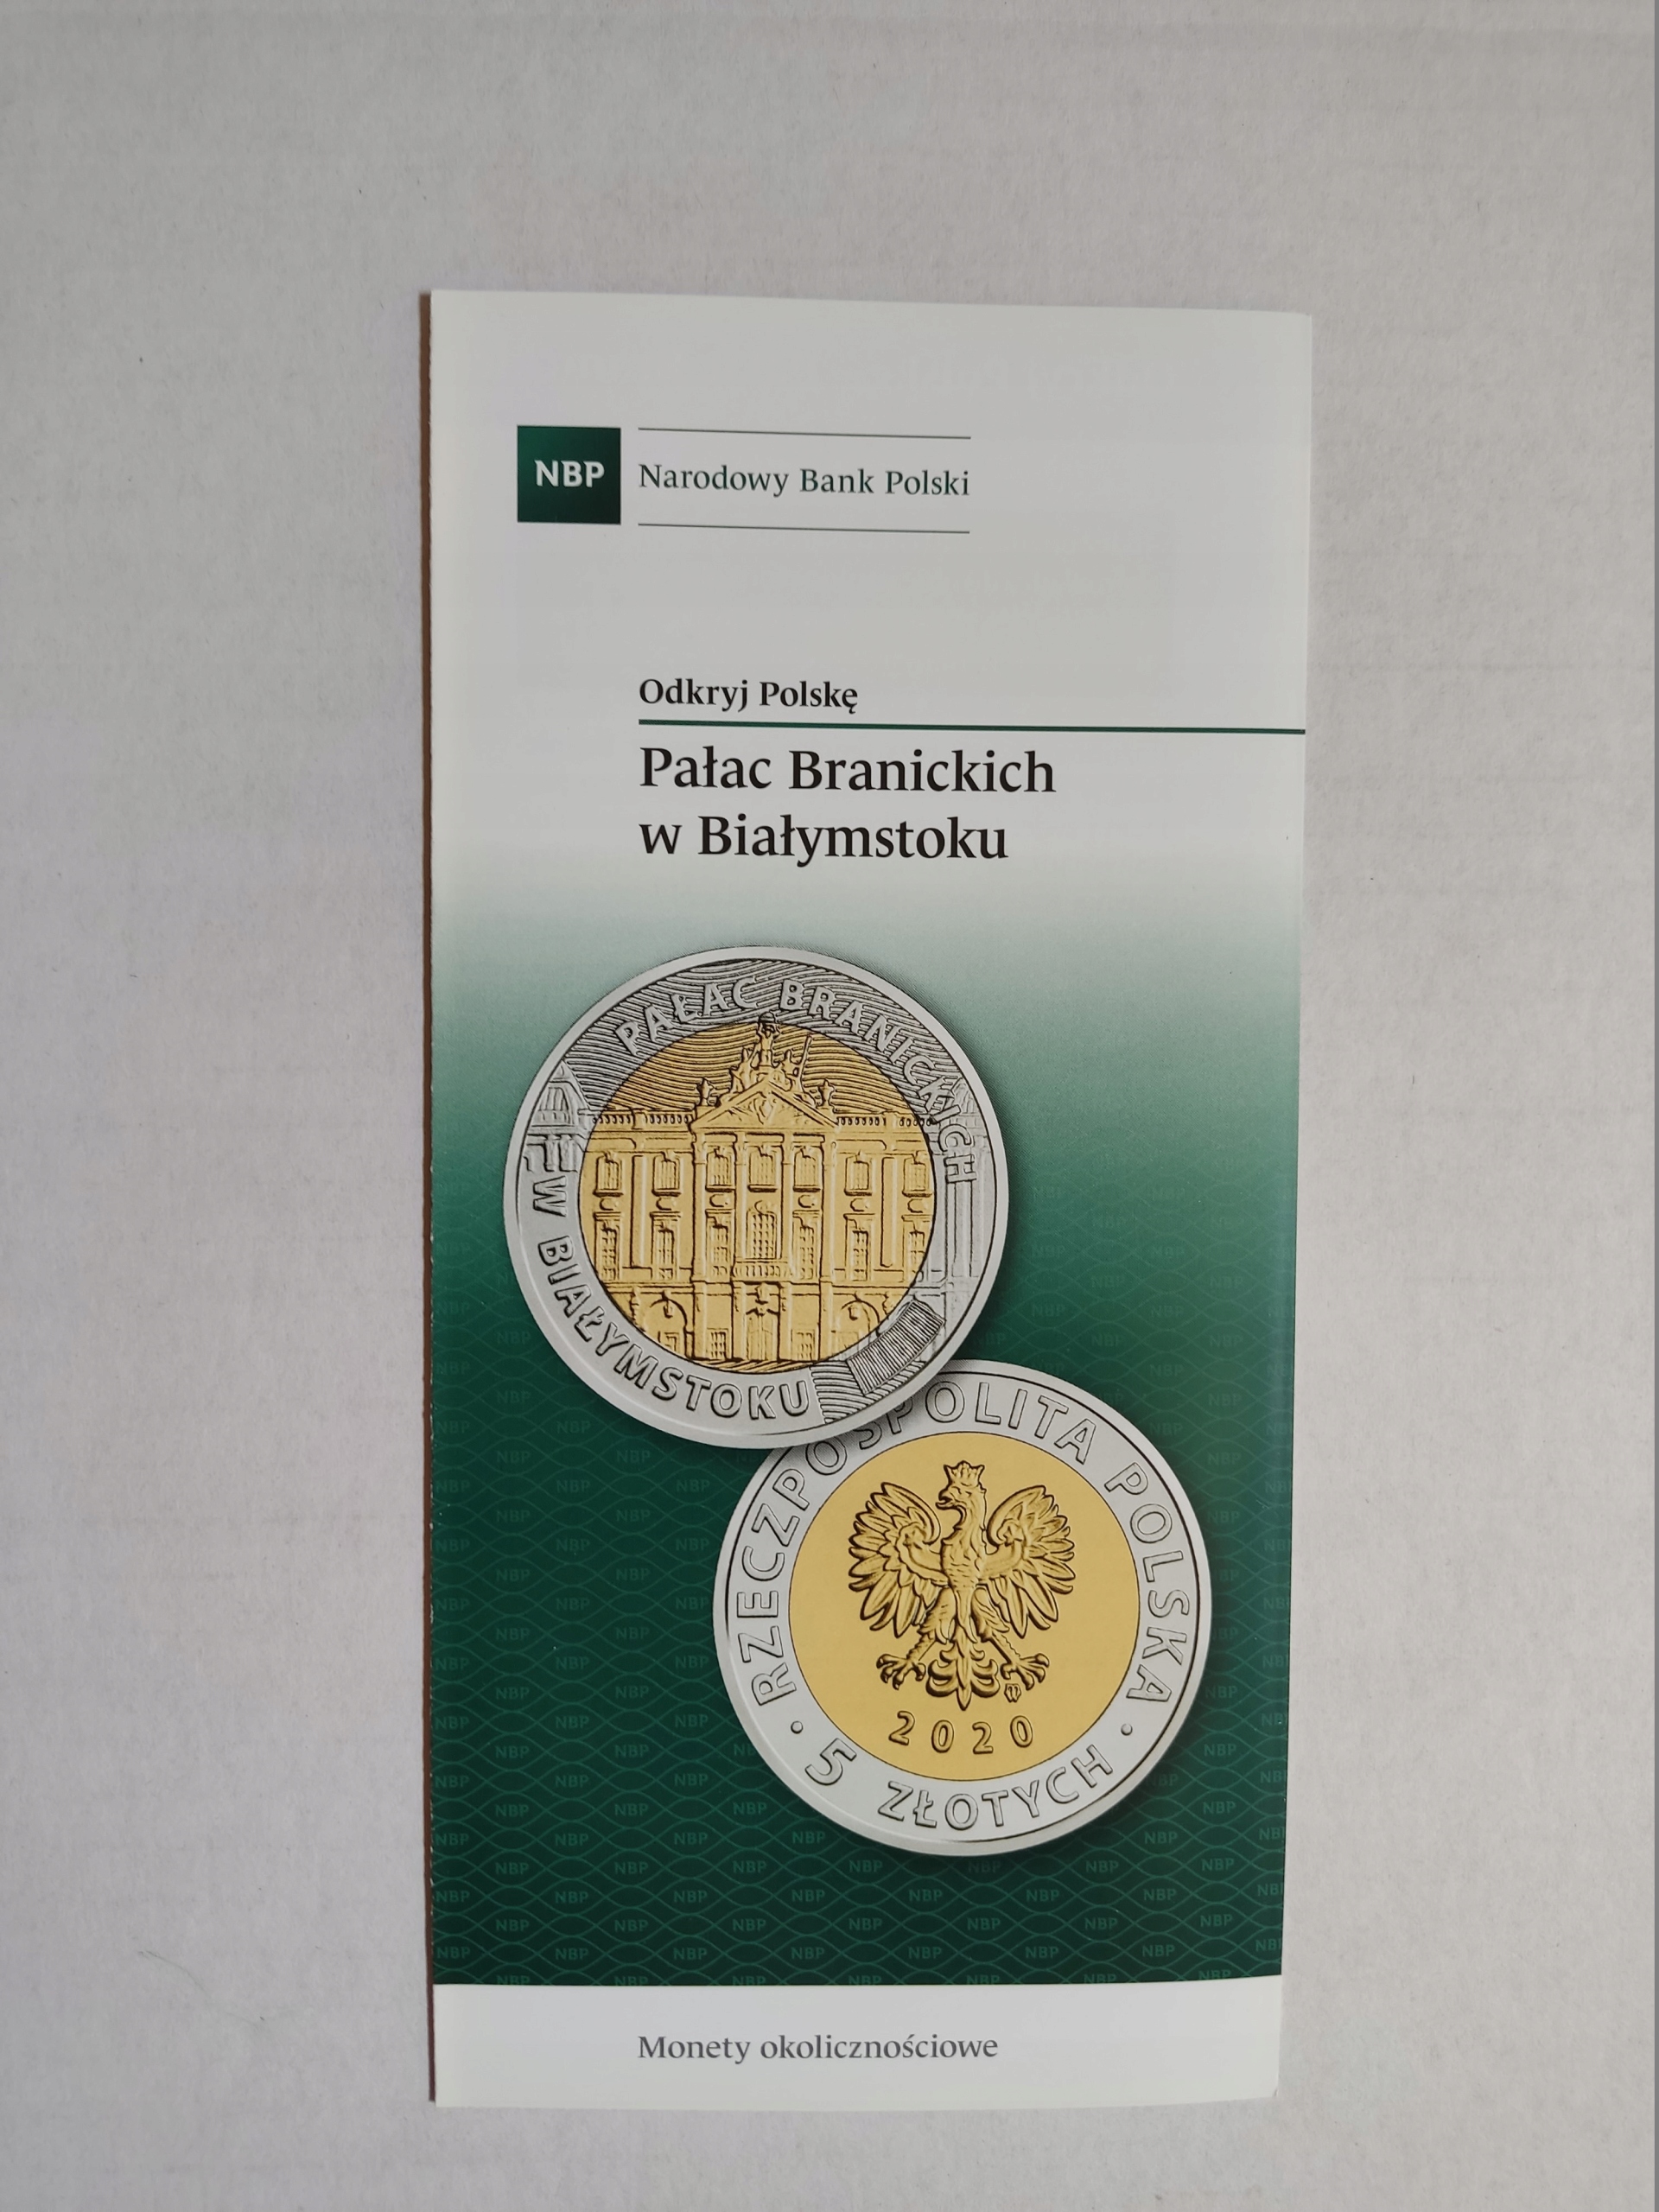 NBP
Narodowy Bank Polski
Odkryj Polskę
Pałac Branickich
w Białymstoku
PAŁAC BRANICKICH
W BIAŁYMSTOKU
RZECZPOSPOLITA POLSKA
2020
5 ZŁOTYCH
Monety okolicznościowe